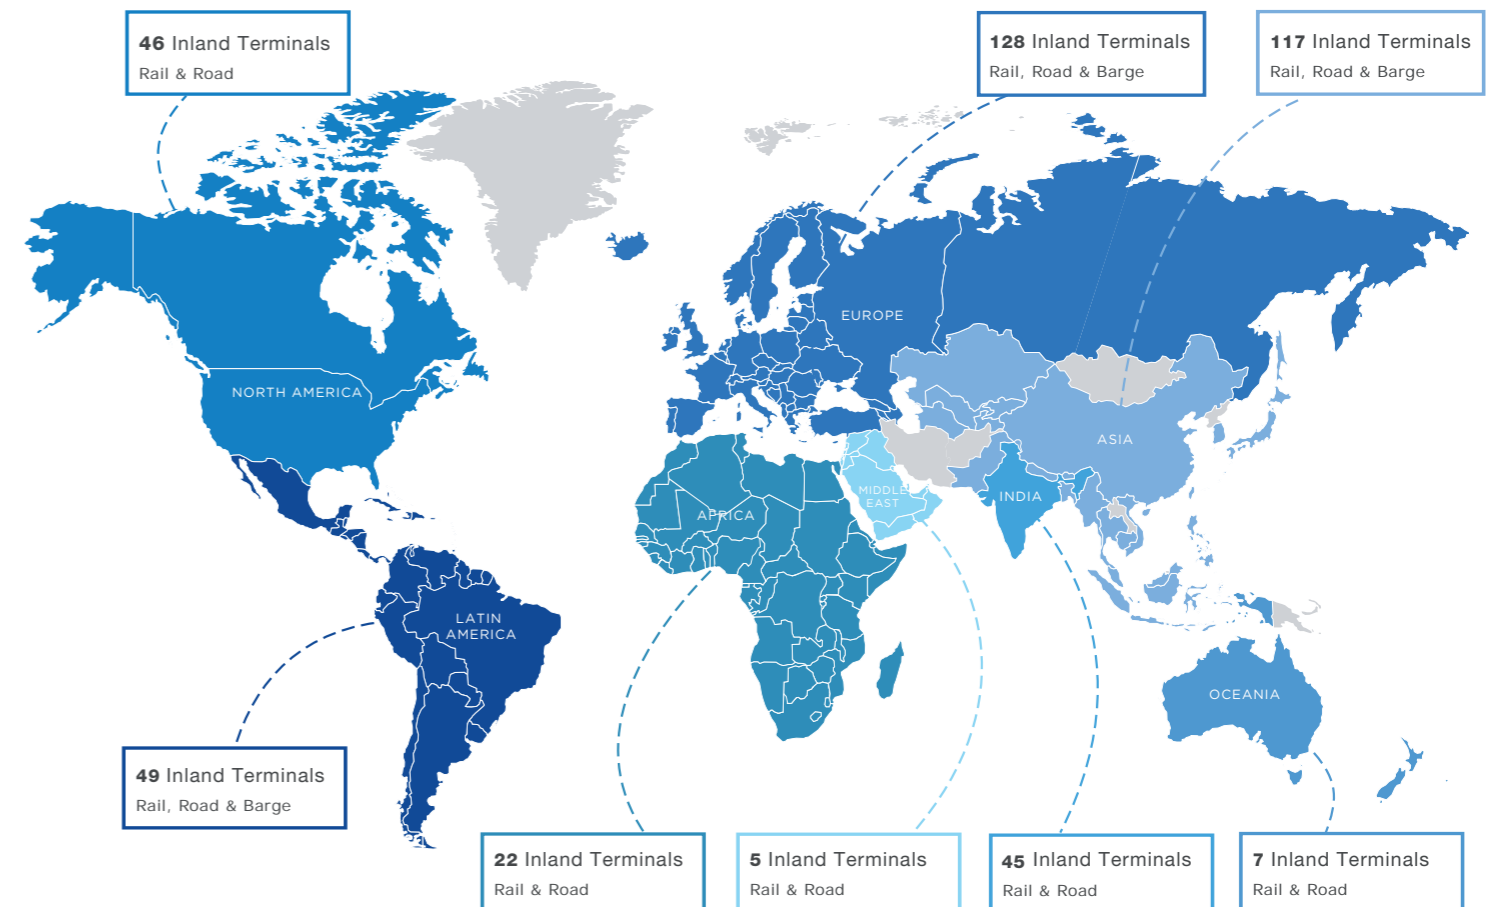 46 Inland Terminals
Rail & Road
128 Inland Terminals
Rail, Road & Barge
117 Inland Terminals
Rail, Road & Barge
EUROPE
NORTH AMERICA
ASIA
MIDDLE
EAST
INDIA
AFRICA
LATIN
AMERICA
OCEANIA
49 Inland Terminals
Rail, Road & Barge
22 Inland Terminals
Rail & Road
5 Inland Terminals
Rail & Road
45 Inland Terminals
Rail & Road
7 Inland Terminals
Rail & Road